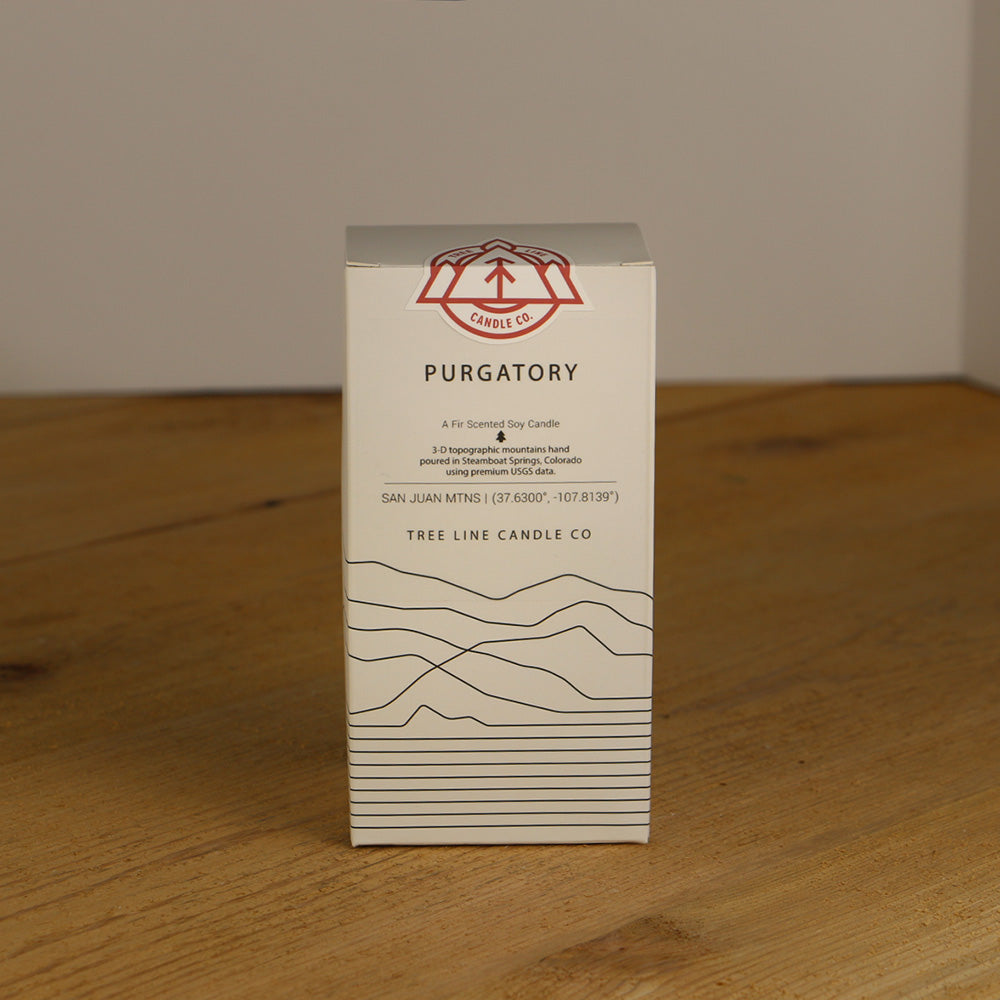 TREE LINE
CANDLE CO.
PURGATORY
A Fir Scented Soy Candle
3-D topographic mountains hand
poured in Steamboat Springs, Colorado
using premium USGS data.
SAN JUAN MTNS | (37.6300°, -107.8139°)
TREE LINE CANDLE CO